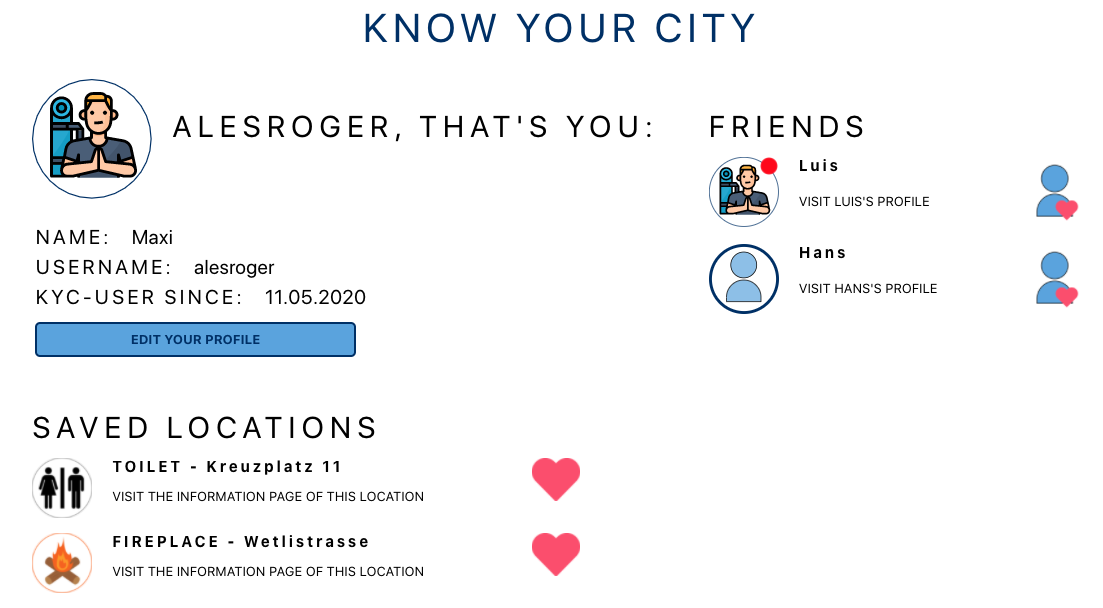 KNOW YOUR CITY
ALESROGER, THAT'S YOU:
NAME: Maxi
USERNAME: alesroger
KYC-USER SINCE: 11.05.2020
EDIT YOUR PROFILE
FRIENDS
Luis
VISIT LUIS'S PROFILE
Hans
VISIT HANS'S PROFILE
SAVED LOCATIONS
TOILET - Kreuzplatz 11
VISIT THE INFORMATION PAGE OF THIS LOCATION
FIREPLACE - Wetlistrasse
VISIT THE INFORMATION PAGE OF THIS LOCATION